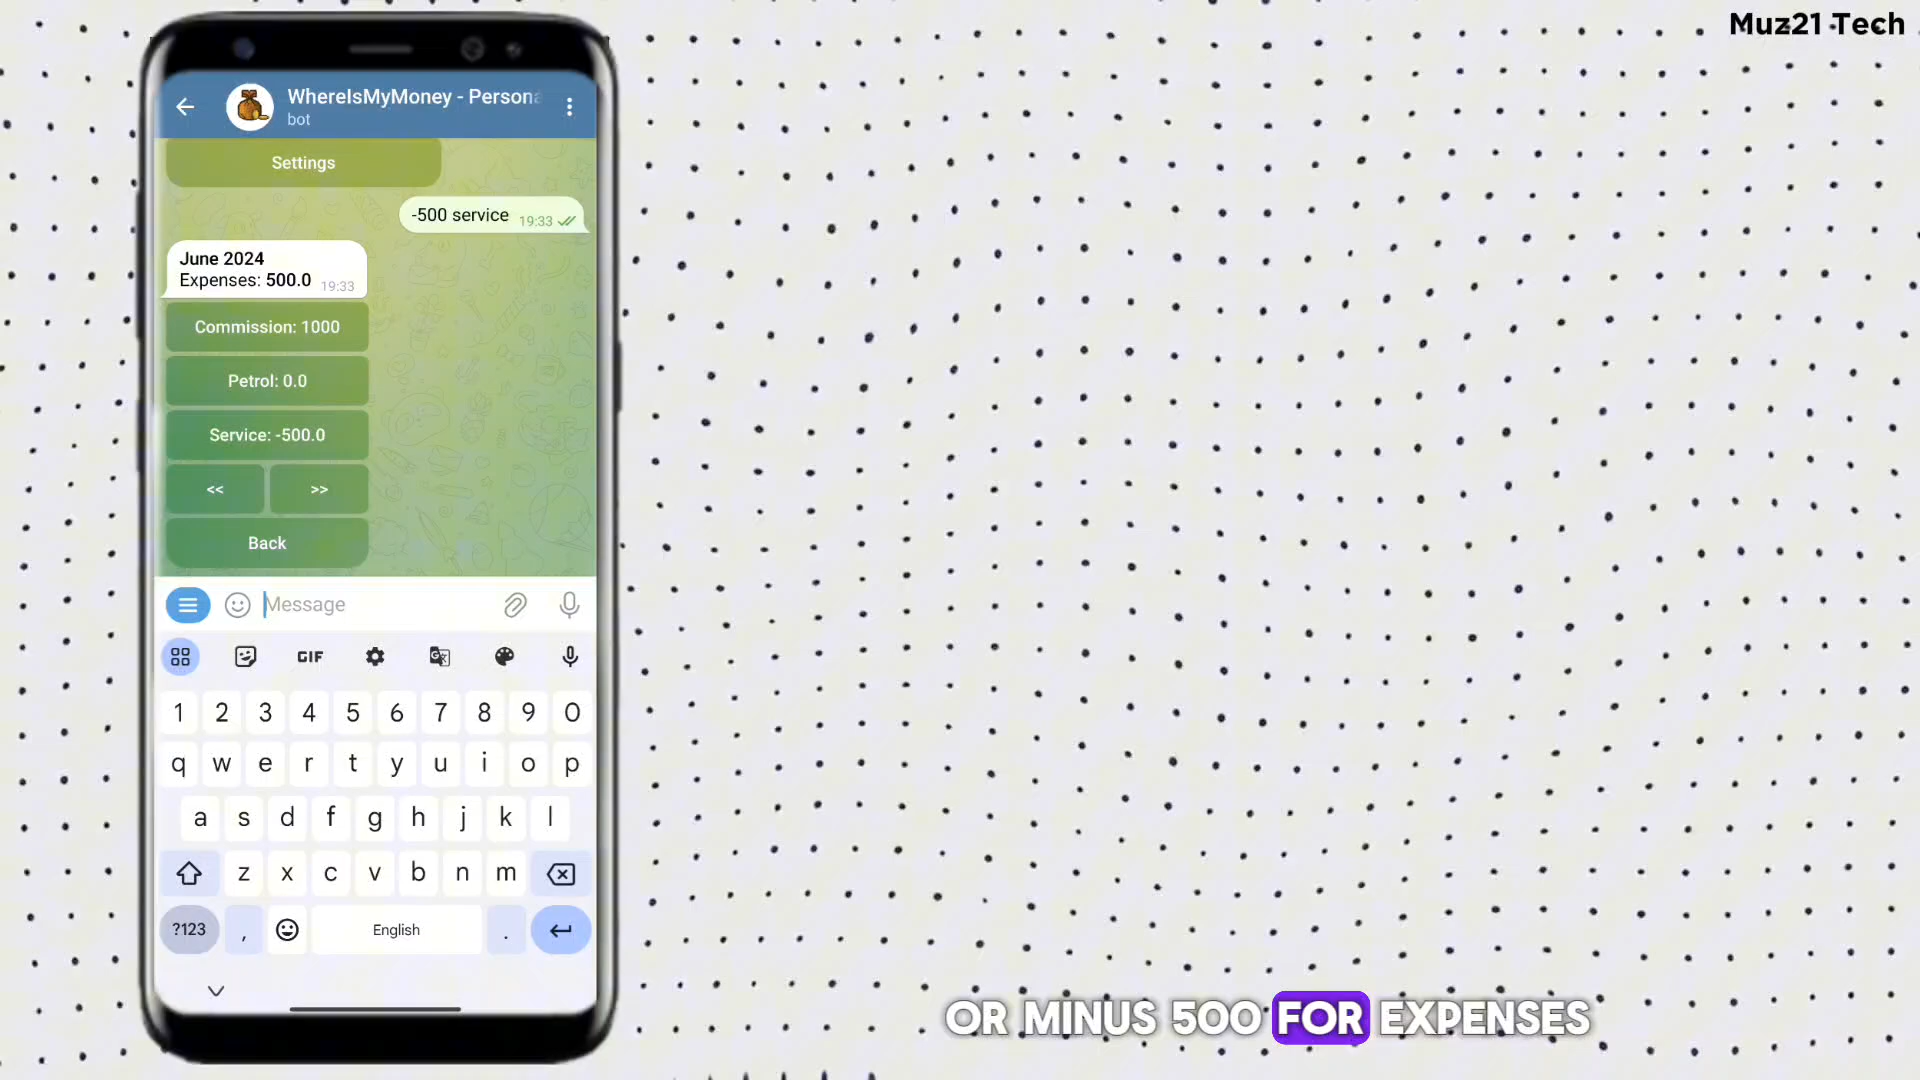 Muz21 Tech
WhereIsMyMoney - Persona
bot
Settings
-500 service 19:33
June 2024
Expenses: 500.0 19:33
Commission: 1000
Petrol: 0.0
Service: -500.0
<< >>
Back
Message
GIF
1 2 3 4 5 6 7 8 9 0
q w e r t y u i o p
a s d f g h j k l
z x c v b n m
?123 , English .
OR MINUS 500 FOR EXPENSES